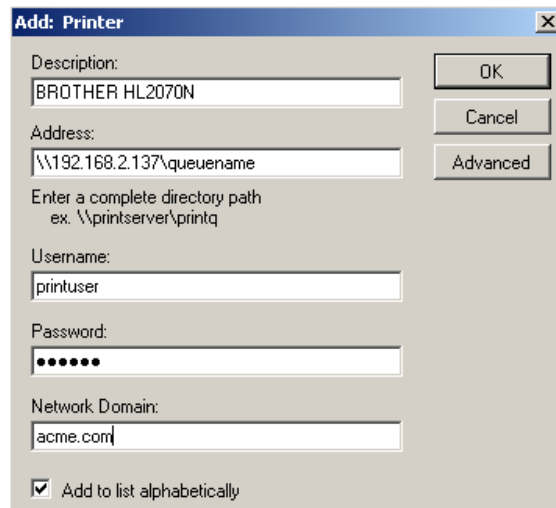 Add: Printer
Description:
BROTHER HL2070N
OK
Cancel
Advanced
Address:
\\192.168.2.137\queuename
Enter a complete directory path
ex. \\printserver\printq
Username:
printuser
Password:
●●●●●●
Network Domain:
acme.com
Add to list alphabetically